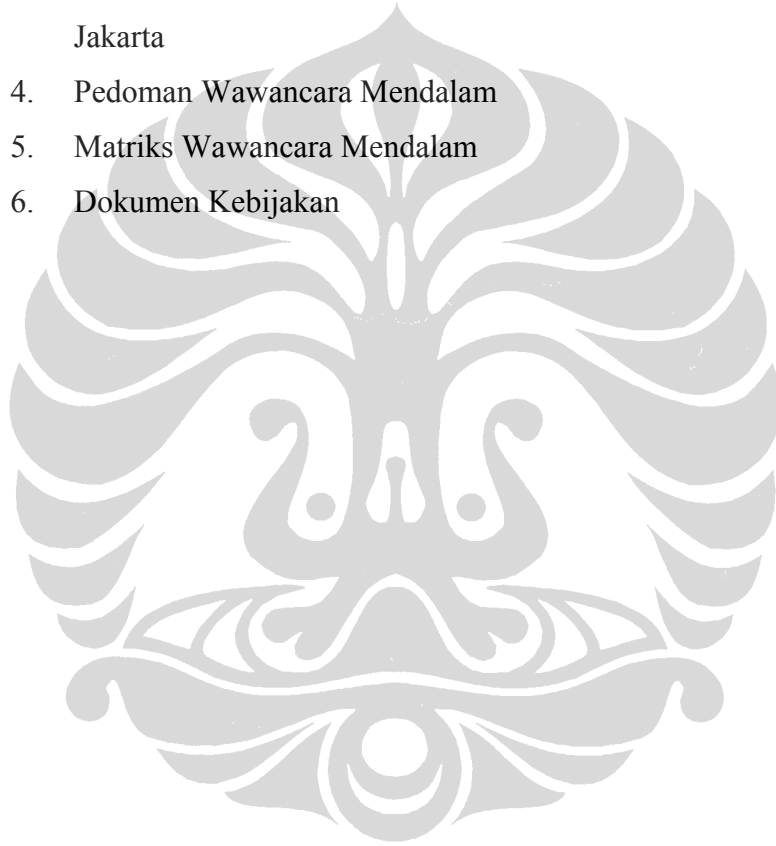 Jakarta
4. Pedoman Wawancara Mendalam
5. Matriks Wawancara Mendalam
6. Dokumen Kebijakan